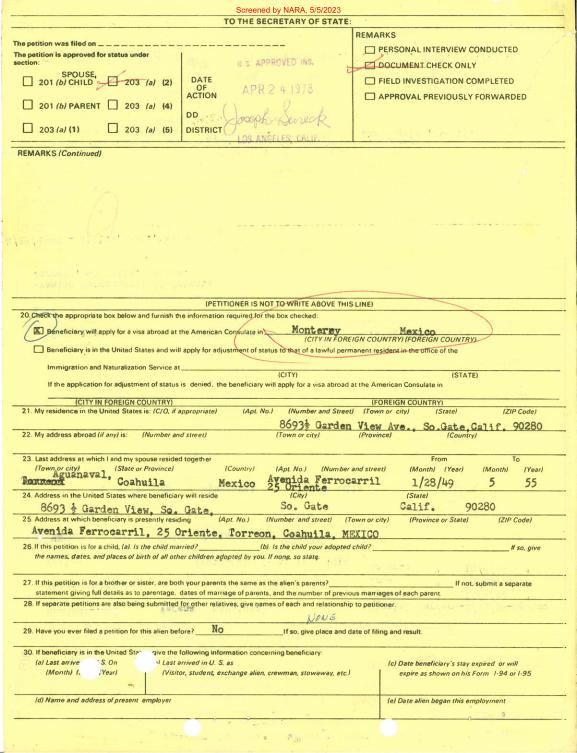 Screened by NARA, 5/5/2023
TO THE SECRETARY OF STATE:
The petition was filed on
The petition is approved for status under
section:
SPOUSE,
201 (b) CHILD 203 (a) (2)
201 (b) PARENT 203 (a) (4)
203 (a) (1) 203 (a) (5)
DATE
OF
ACTION
DD
DISTRICT
U.S. APPROVED INS.
APR 24 1973
LOS ANGELES, CALIF.
REMARKS
PERSONAL INTERVIEW CONDUCTED
DOCUMENT CHECK ONLY
FIELD INVESTIGATION COMPLETED
APPROVAL PREVIOUSLY FORWARDED
REMARKS (Continued)
(PETITIONER IS NOT TO WRITE ABOVE THIS LINE)
20. Check the appropriate box below and furnish the information required for the box checked:
X Beneficiary will apply for a visa abroad at the American Consulate in Monterey Mexico
(CITY IN FOREIGN COUNTRY) (FOREIGN COUNTRY)
Beneficiary is in the United States and will apply for adjustment of status to that of a lawful permanent resident in the office of the
Immigration and Naturalization Service at
(CITY) (STATE)
If the application for adjustment of status is denied, the beneficiary will apply for a visa abroad at the American Consulate in
(CITY IN FOREIGN COUNTRY) (FOREIGN COUNTRY)
21. My residence in the United States is: (C/O, if appropriate) (Apt. No.) (Number and Street) (Town or city) (State) (ZIP Code)
8693½ Garden View Ave., So.Gate,Calif. 90280
22. My address abroad (if any) is: (Number and Street) (Town or city) (Province) (Country)
23. Last address at which I and my spouse resided together From To
(Town or city) (State or Province) (Country) (Apt. No.) (Number and street) (Month) (Year) (Month) (Year)
Aguanaval, Coahuila Mexico Avenida Ferrocarril 1/28/49 5 55
25 Oriente
24. Address in the United States where beneficiary will reside (City) (State)
8693 ½ Garden View, So. Gate, So. Gate Calif. 90280
25. Address at which beneficiary is presently residing (Apt. No.) (Number and street) (Town or city) (Province or State) (ZIP Code)
Avenida Ferrocarril, 25 Oriente, Torreon, Coahuila, MEXICO
26. If this petition is for a child, (a). Is the child married? (b). Is the child your adopted child? If so, give
the names, dates, and places of birth of all other children adopted by you. If none, so state.
27. If this petition is for a brother or sister, are both your parents the same as the alien's parents? If not, submit a separate
statement giving full details as to parentage, dates of marriage of parents, and the number of previous marriages of each parent.
28. If separate petitions are also being submitted for other relatives, give names of each and relationship to petitioner.
NONE
29. Have you ever filed a petition for this alien before? No If so, give place and date of filing and result.
30. If beneficiary is in the United Stat give the following information concerning beneficiary:
(a) Last arrive S. On ) Last arrived in U. S. as (c) Date beneficiary's stay expired or will
(Month) (Year) (Visitor, student, exchange alien, crewman, stowaway, etc.) expire as shown on his Form I-94 or I-95
(d) Name and address of present employer (e) Date alien began this employment